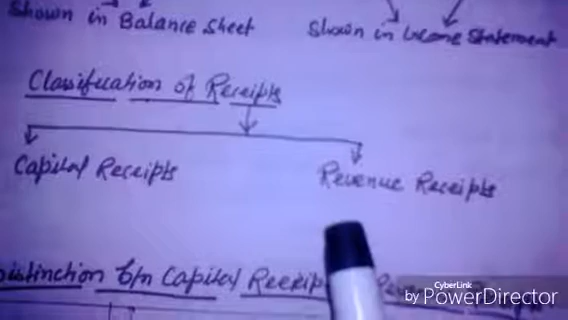 Shown in Balance Sheet
Shown in Income Statement
Classification of Receipts
Capital Receipts
Revenue Receipts
Distinction b/n Capital Receip
CyberLink
by PowerDirector